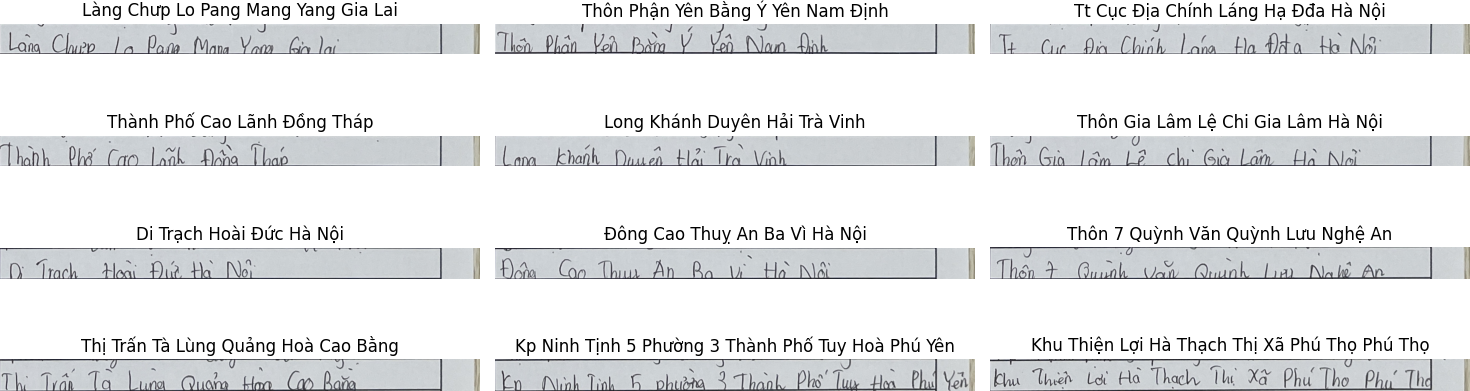 Làng Chưp Lo Pang Mang Yang Gia Lai
Thôn Phận Yên Bằng Ý Yên Nam Định
Tt Cục Địa Chính Láng Hạ Đđa Hà Nội
Làng Chưp Lo Pang Mang Yang Gia Lai
Thôn Phận Yên Bằng Ý Yên Nam Định
Tt Cục Địa Chính Láng Hạ Đđa Hà Nội
Thành Phố Cao Lãnh Đồng Tháp
Long Khánh Duyên Hải Trà Vinh
Thôn Gia Lâm Lệ Chi Gia Lâm Hà Nội
Thành Phố Cao Lãnh Đồng Tháp
Long Khánh Duyên Hải Trà Vinh
Thôn Gia Lâm Lệ Chi Gia Lâm Hà Nội
Di Trạch Hoài Đức Hà Nội
Đông Cao Thuỵ An Ba Vì Hà Nội
Thôn 7 Quỳnh Văn Quỳnh Lưu Nghệ An
Di Trạch Hoài Đức Hà Nội
Đông Cao Thuỵ An Ba Vì Hà Nội
Thôn 7 Quỳnh Văn Quỳnh Lưu Nghệ An
Thị Trấn Tà Lùng Quảng Hoà Cao Bằng
Kp Ninh Tịnh 5 Phường 3 Thành Phố Tuy Hoà Phú Yên
Khu Thiện Lợi Hà Thạch Thị Xã Phú Thọ Phú Thọ
Thị Trấn Tà Lùng Quảng Hoà Cao Bằng
Kp Ninh Tịnh 5 phường 3 Thành Phố Tuy Hoà Phú Yên
Khu Thiện Lợi Hà Thạch Thị Xã Phú Thọ Phú Thọ